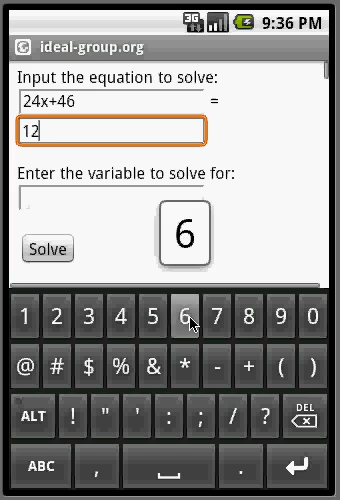 3G 9:36 PM
ideal-group.org
Input the equation to solve:
24x+46 =
12
Enter the variable to solve for:
6
Solve
1 2 3 4 5 6 7 8 9 0
@ # $ % & * - + ( )
ALT ! " ' : ; / ? DEL
ABC , .